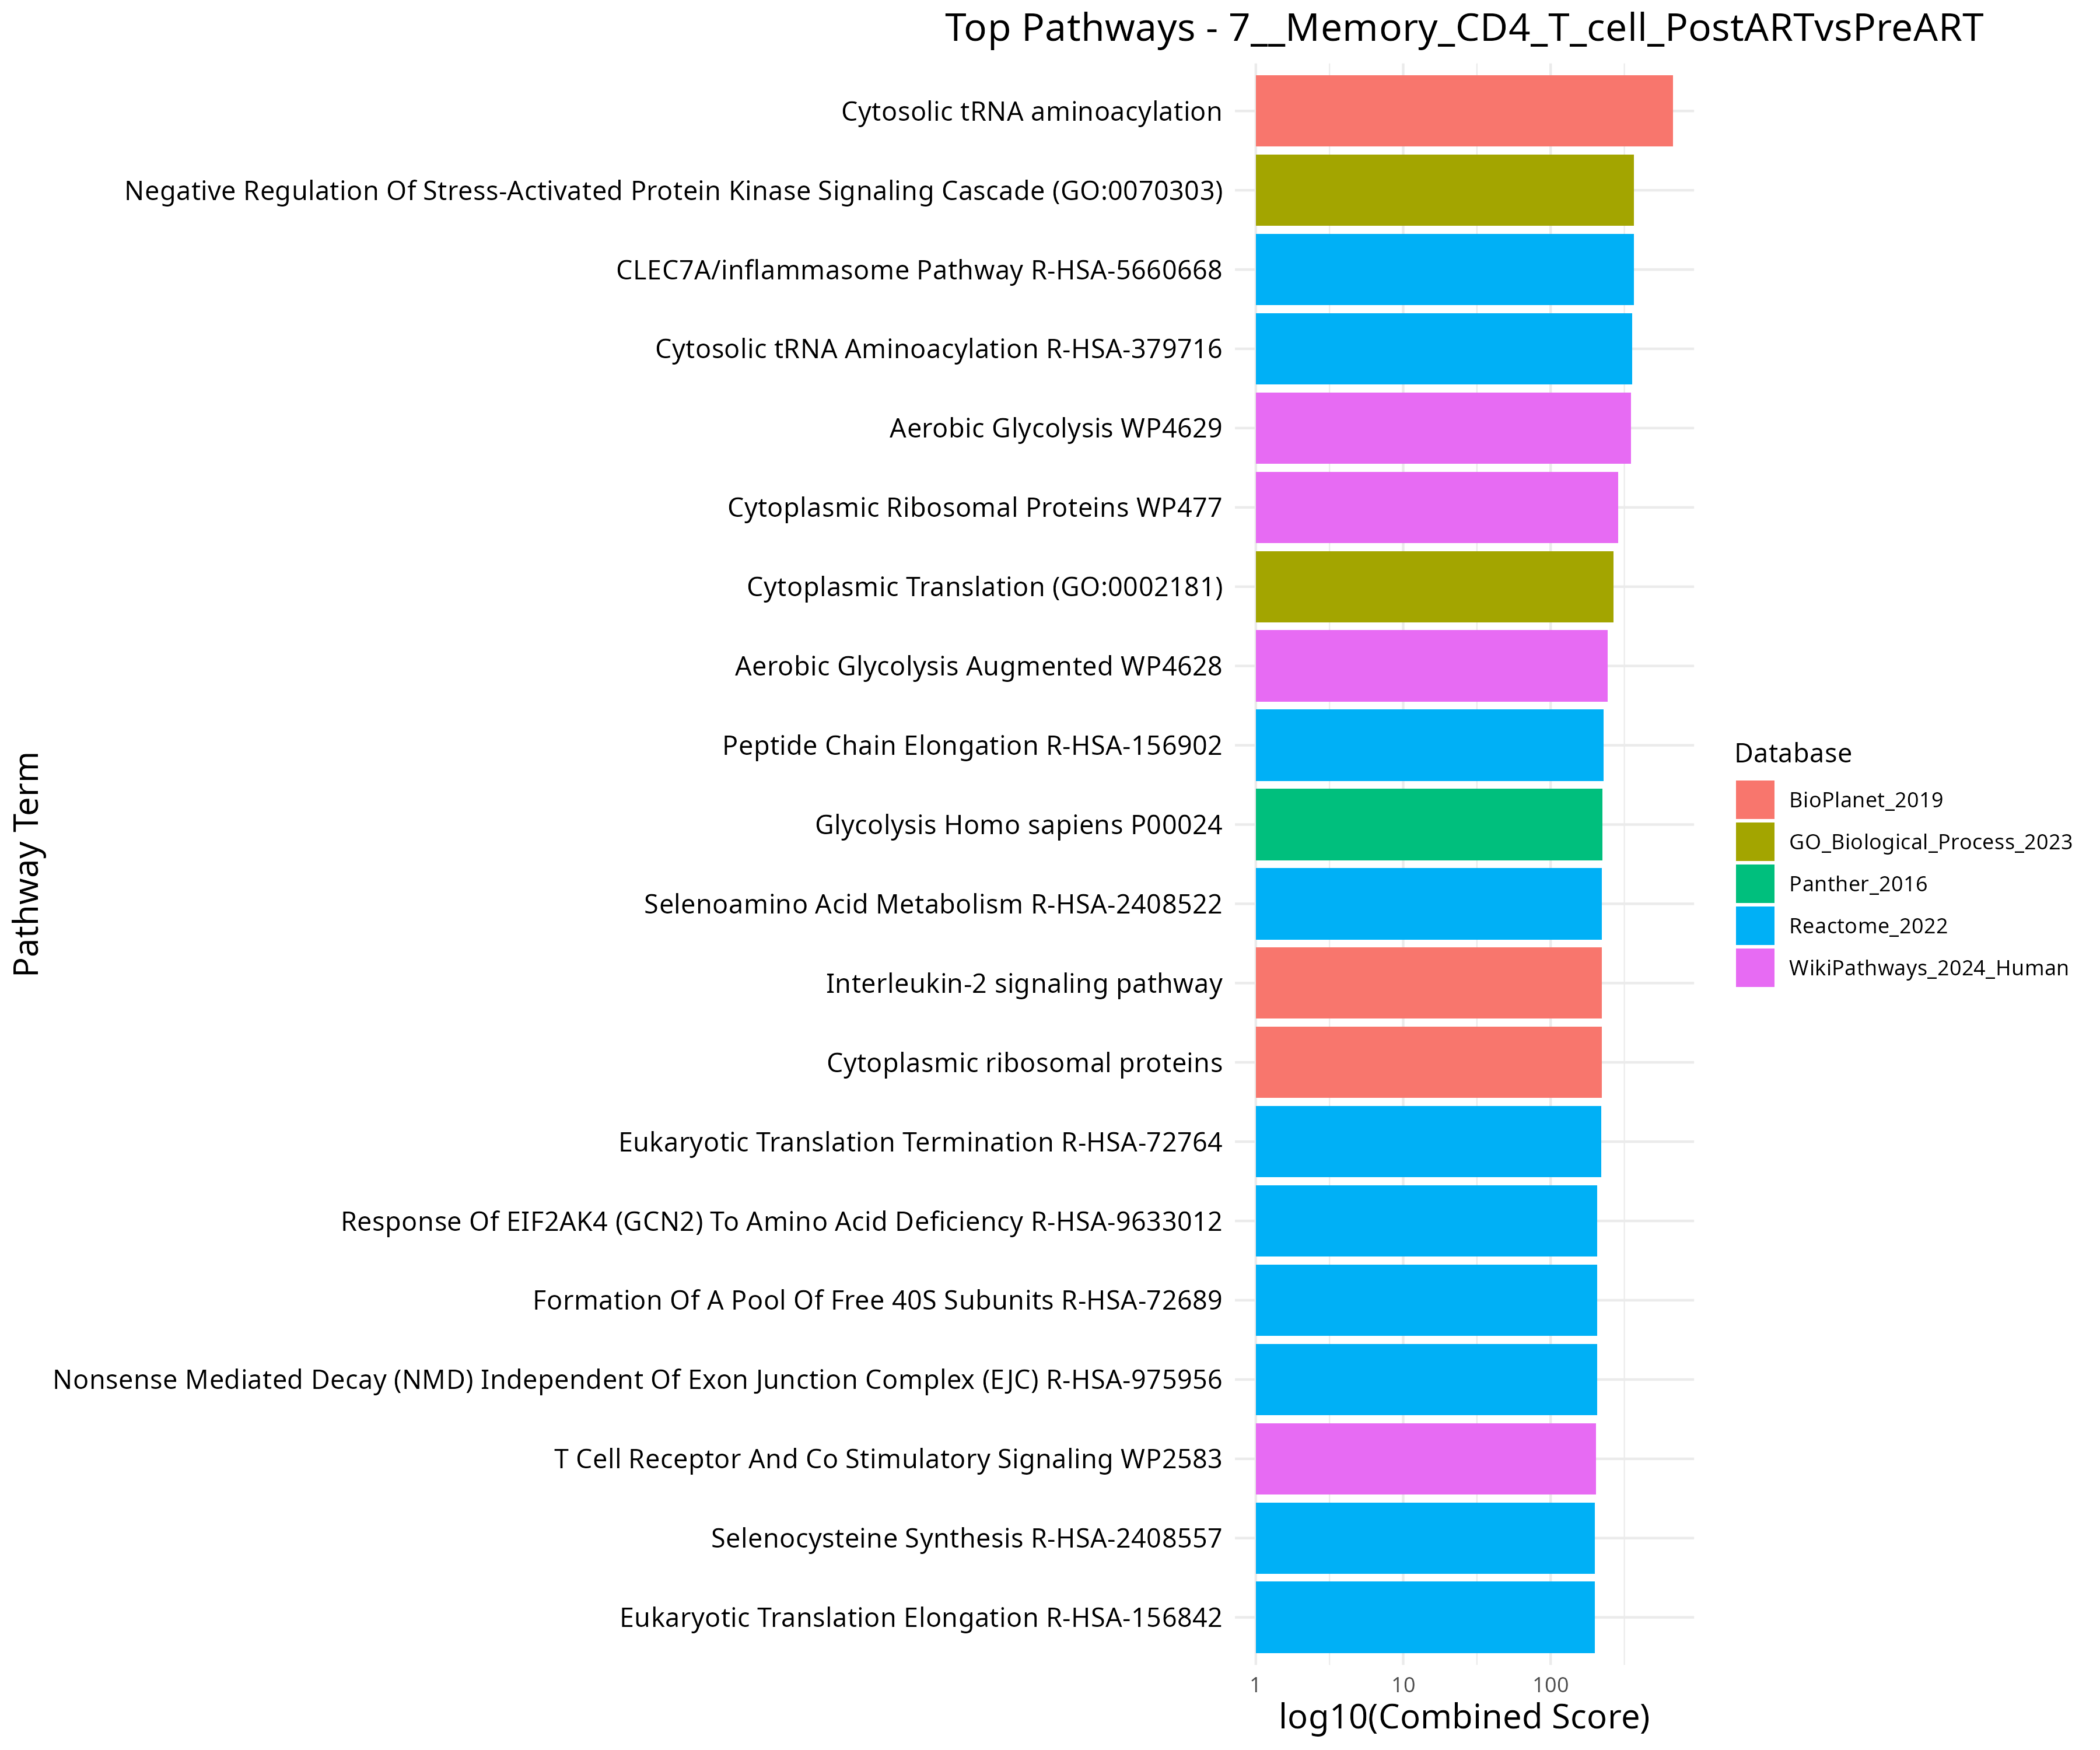 Top Pathways - 7__Memory_CD4_T_cell_PostARTvsPreART
Pathway Term
Cytosolic tRNA aminoacylation
Negative Regulation Of Stress-Activated Protein Kinase Signaling Cascade (GO:0070303)
CLEC7A/inflammasome Pathway R-HSA-5660668
Cytosolic tRNA Aminoacylation R-HSA-379716
Aerobic Glycolysis WP4629
Cytoplasmic Ribosomal Proteins WP477
Cytoplasmic Translation (GO:0002181)
Aerobic Glycolysis Augmented WP4628
Peptide Chain Elongation R-HSA-156902
Glycolysis Homo sapiens P00024
Selenoamino Acid Metabolism R-HSA-2408522
Interleukin-2 signaling pathway
Cytoplasmic ribosomal proteins
Eukaryotic Translation Termination R-HSA-72764
Response Of EIF2AK4 (GCN2) To Amino Acid Deficiency R-HSA-9633012
Formation Of A Pool Of Free 40S Subunits R-HSA-72689
Nonsense Mediated Decay (NMD) Independent Of Exon Junction Complex (EJC) R-HSA-975956
T Cell Receptor And Co Stimulatory Signaling WP2583
Selenocysteine Synthesis R-HSA-2408557
Eukaryotic Translation Elongation R-HSA-156842
1 10 100
log10(Combined Score)
Database
BioPlanet_2019
GO_Biological_Process_2023
Panther_2016
Reactome_2022
WikiPathways_2024_Human